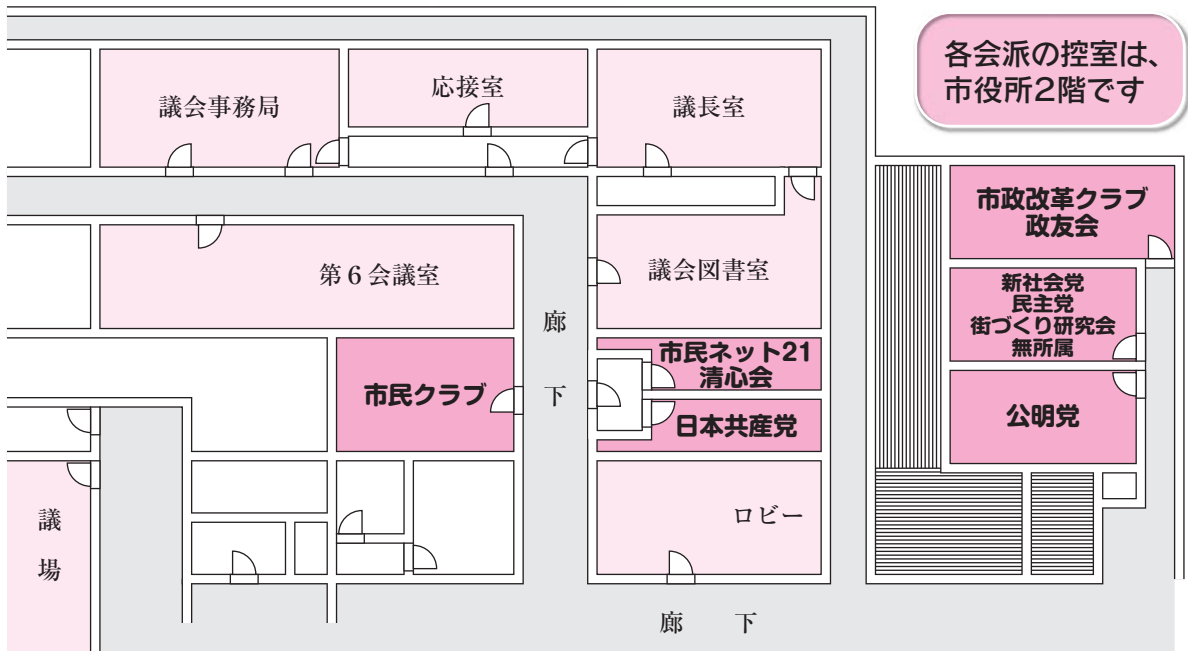 各会派の控室は、
市役所2階です
議会事務局
応接室
議長室
市政改革クラブ
政友会
第6会議室
議会図書室
新社会党
民主党
街づくり研究会
無所属
廊下
市民クラブ
市民ネット21
清心会
日本共産党
公明党
議場
ロビー
廊下